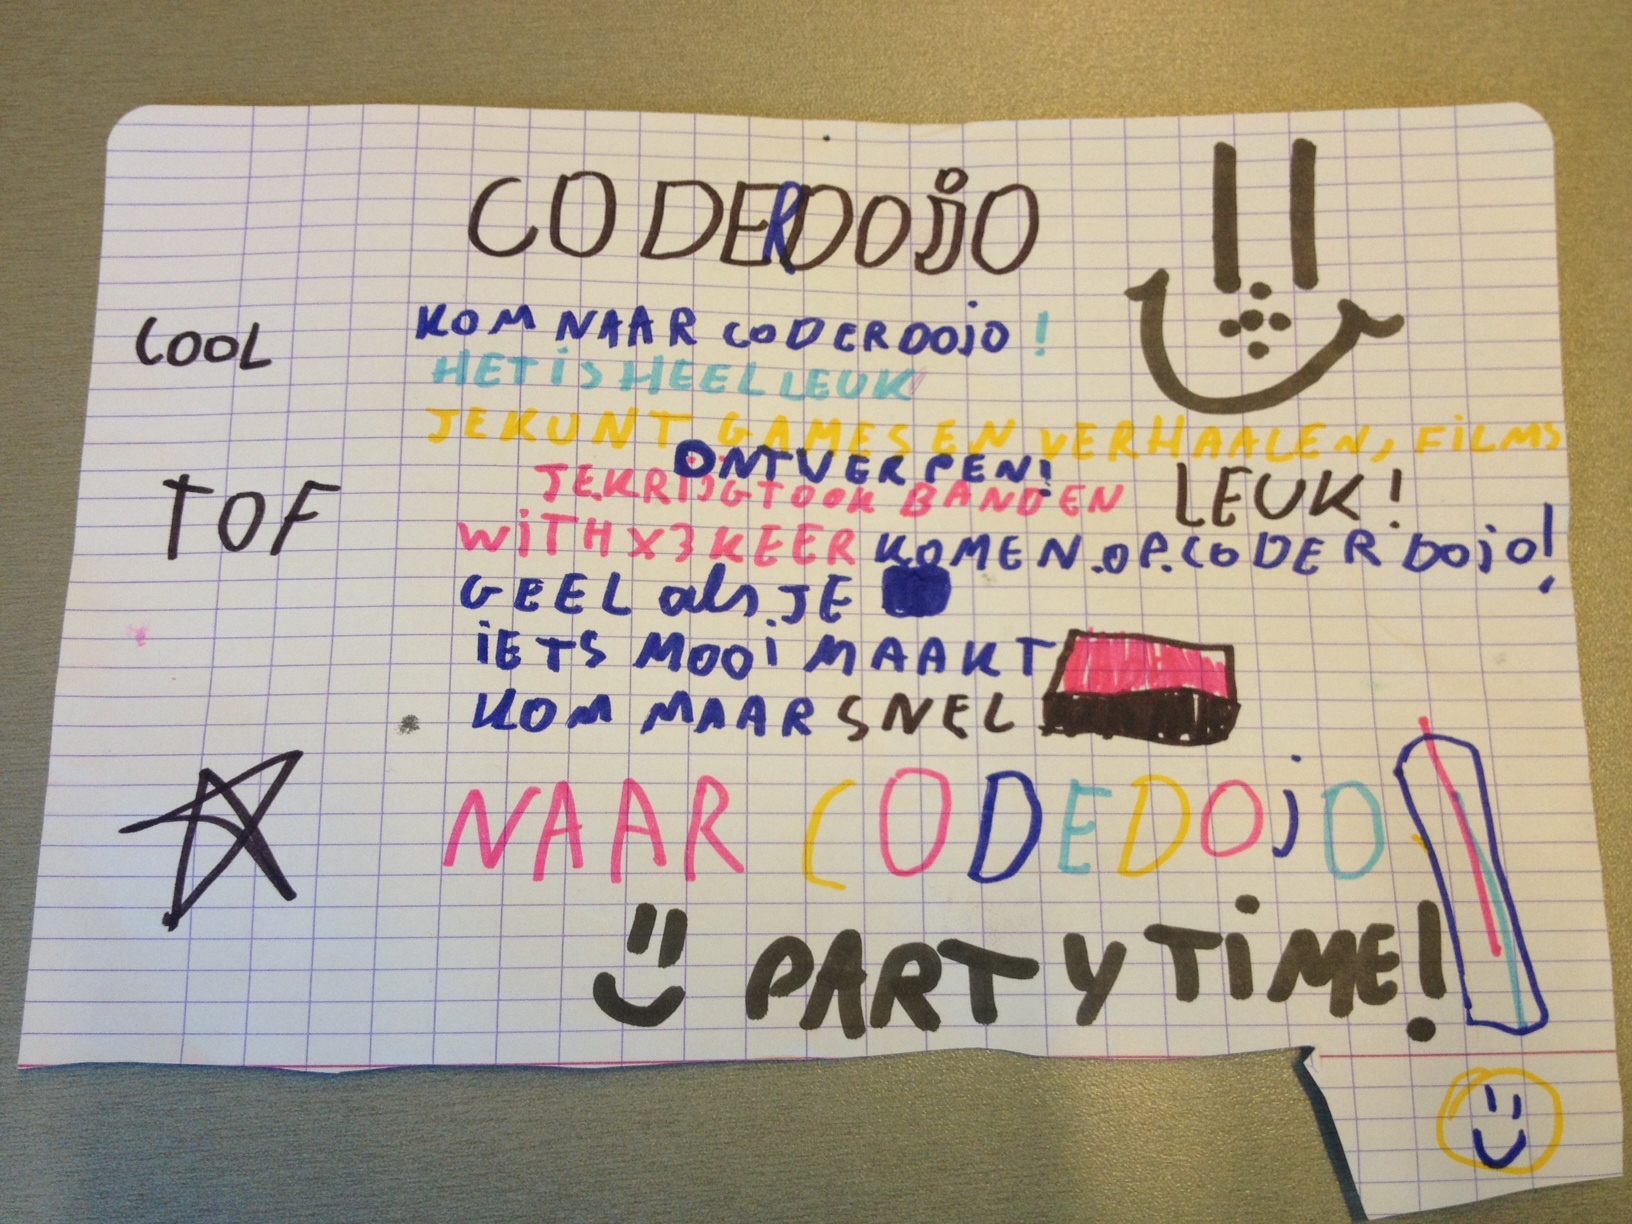 CODERDOJO
COOL
KOM NAAR CODERDOJO!
HET IS HEEL LEUK
JE KUNT GAMES EN VERHAALEN, FILMS
ONTVERPEN!
TOF
JE KRIJGT OOK BANDEN
LEUK!
WITH X 3 KEER KOMEN.OP.CODERDOJO!
GEEL als JE
IETS MOOI MAAKT
KOM MAAR SNEL
NAAR CODEDOJO
PARTY TIME!